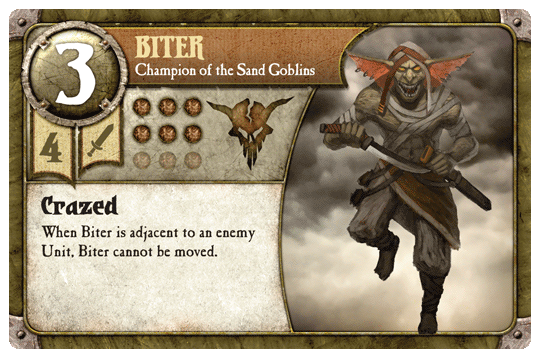 3
BITER
Champion of the Sand Goblins
4
Crazed
When Biter is adjacent to an enemy
Unit, Biter cannot be moved.